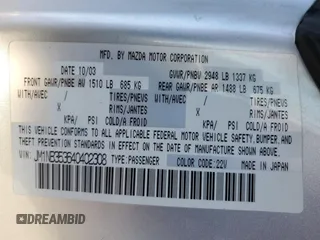 MFD. BY MAZDA MOTOR CORPORATION
DATE 10/03 GVWR/PNBV 2948 LB 1337 KG
FRONT GAWR/PNBE AV 1510 LB 685 KG REAR GAWR/PNBE AR 1488 LB 675 KG
WITH/AVEC TIRES/PNEUS WITH/AVEC TIRES/PNEUS
/ RIMS/JANTES / RIMS/JANTES
X X
/ KPA/ PSI COLD/A FROID / KPA/ PSI COLD/A FROID
THIS VEHICLE CONFORMS TO ALL APPLICABLE FEDERAL MOTOR VEHICLE SAFETY, BUMPER, AND
THEFT PREVENTION STANDARDS IN EFFECT ON THE DATE OF MANUFACTURE SHOWN ABOVE.
JM1NB353640402308 TYPE: PASSENGER COLOR CODE: 22V MADE IN JAPAN